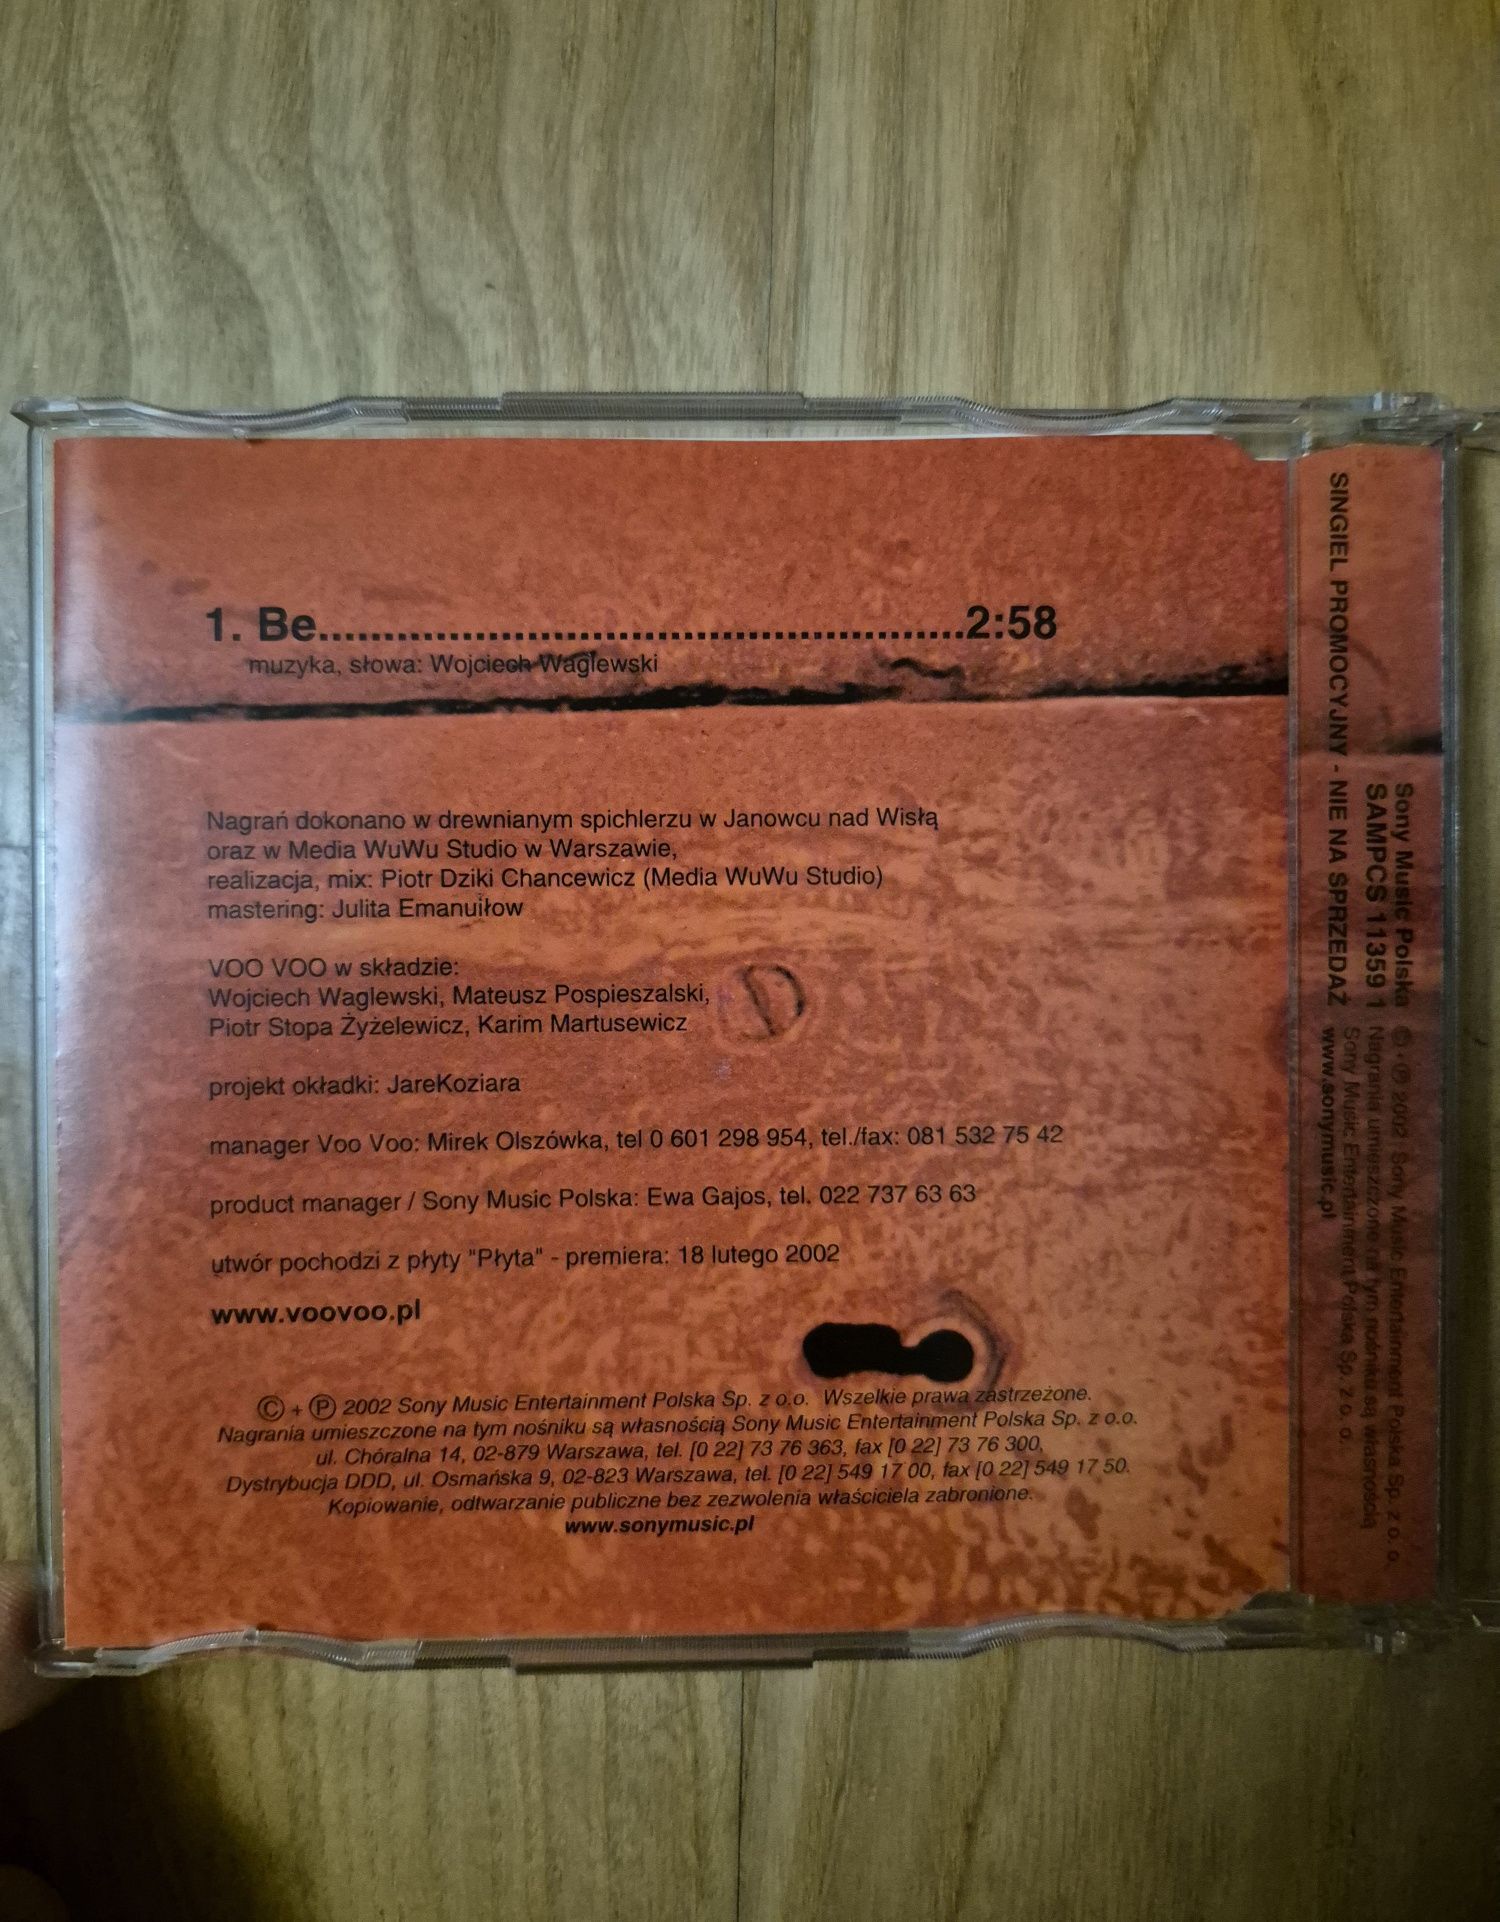 1. Be..................................................2:58
muzyka, słowa: Wojciech Waglewski
Nagrań dokonano w drewnianym spichlerzu w Janowcu nad Wisłą
oraz w Media WuWu Studio w Warszawie,
realizacja, mix: Piotr Dziki Chancewicz (Media WuWu Studio)
mastering: Julita Emanuiłow
VOO VOO w składzie:
Wojciech Waglewski, Mateusz Pospieszalski,
Piotr Stopa Żyżelewicz, Karim Martusewicz
projekt okładki: JareKoziara
manager Voo Voo: Mirek Olszówka, tel 0 601 298 954, tel./fax: 081 532 75 42
product manager / Sony Music Polska: Ewa Gajos, tel. 022 737 63 63
utwór pochodzi z płyty "Płyta" - premiera: 18 lutego 2002
www.voovoo.pl
© + ℗ 2002 Sony Music Entertainment Polska Sp. z o.o. Wszelkie prawa zastrzeżone.
Nagrania umieszczone na tym nośniku są własnością Sony Music Entertainment Polska Sp. z o.o.
ul. Chóralna 14, 02-879 Warszawa, tel. [0 22] 73 76 363, fax [0 22] 73 76 300,
Dystrybucja DDD, ul. Osmańska 9, 02-823 Warszawa, tel. [0 22] 549 17 00, fax [0 22] 549 17 50.
Kopiowanie, odtwarzanie publiczne bez zezwolenia właściciela zabronione.
www.sonymusic.pl
SINGIEL PROMOCYJNY - NIE NA SPRZEDAŻ
Sony Music Polska
SAMPCS 11359 1
© + ℗ 2002 Sony Music Entertainment Polska Sp. z o. o.
Nagrania umieszczone na tym nośniku są własnością
Sony Music Entertainment Polska Sp. z o. o.
www.sonymusic.pl